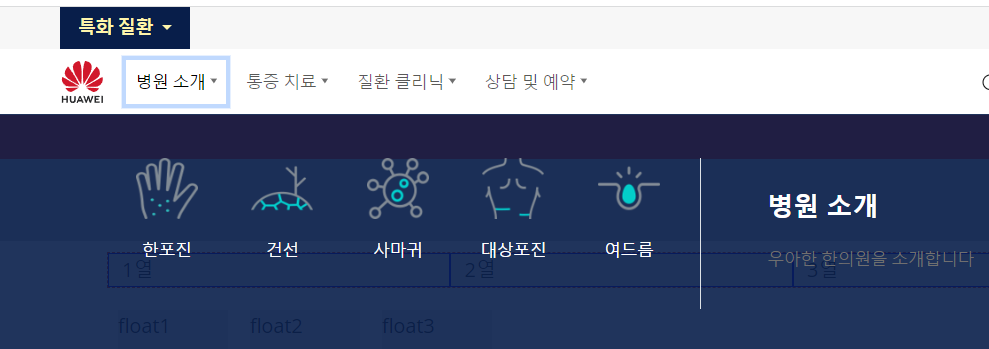 특화 질환
HUAWEI
병원 소개 통증 치료 질환 클리닉 상담 및 예약
병원 소개
한포진 건선 사마귀 대상포진 여드름
우아한 한의원을 소개합니다
1열 2열 3열
float1 float2 float3